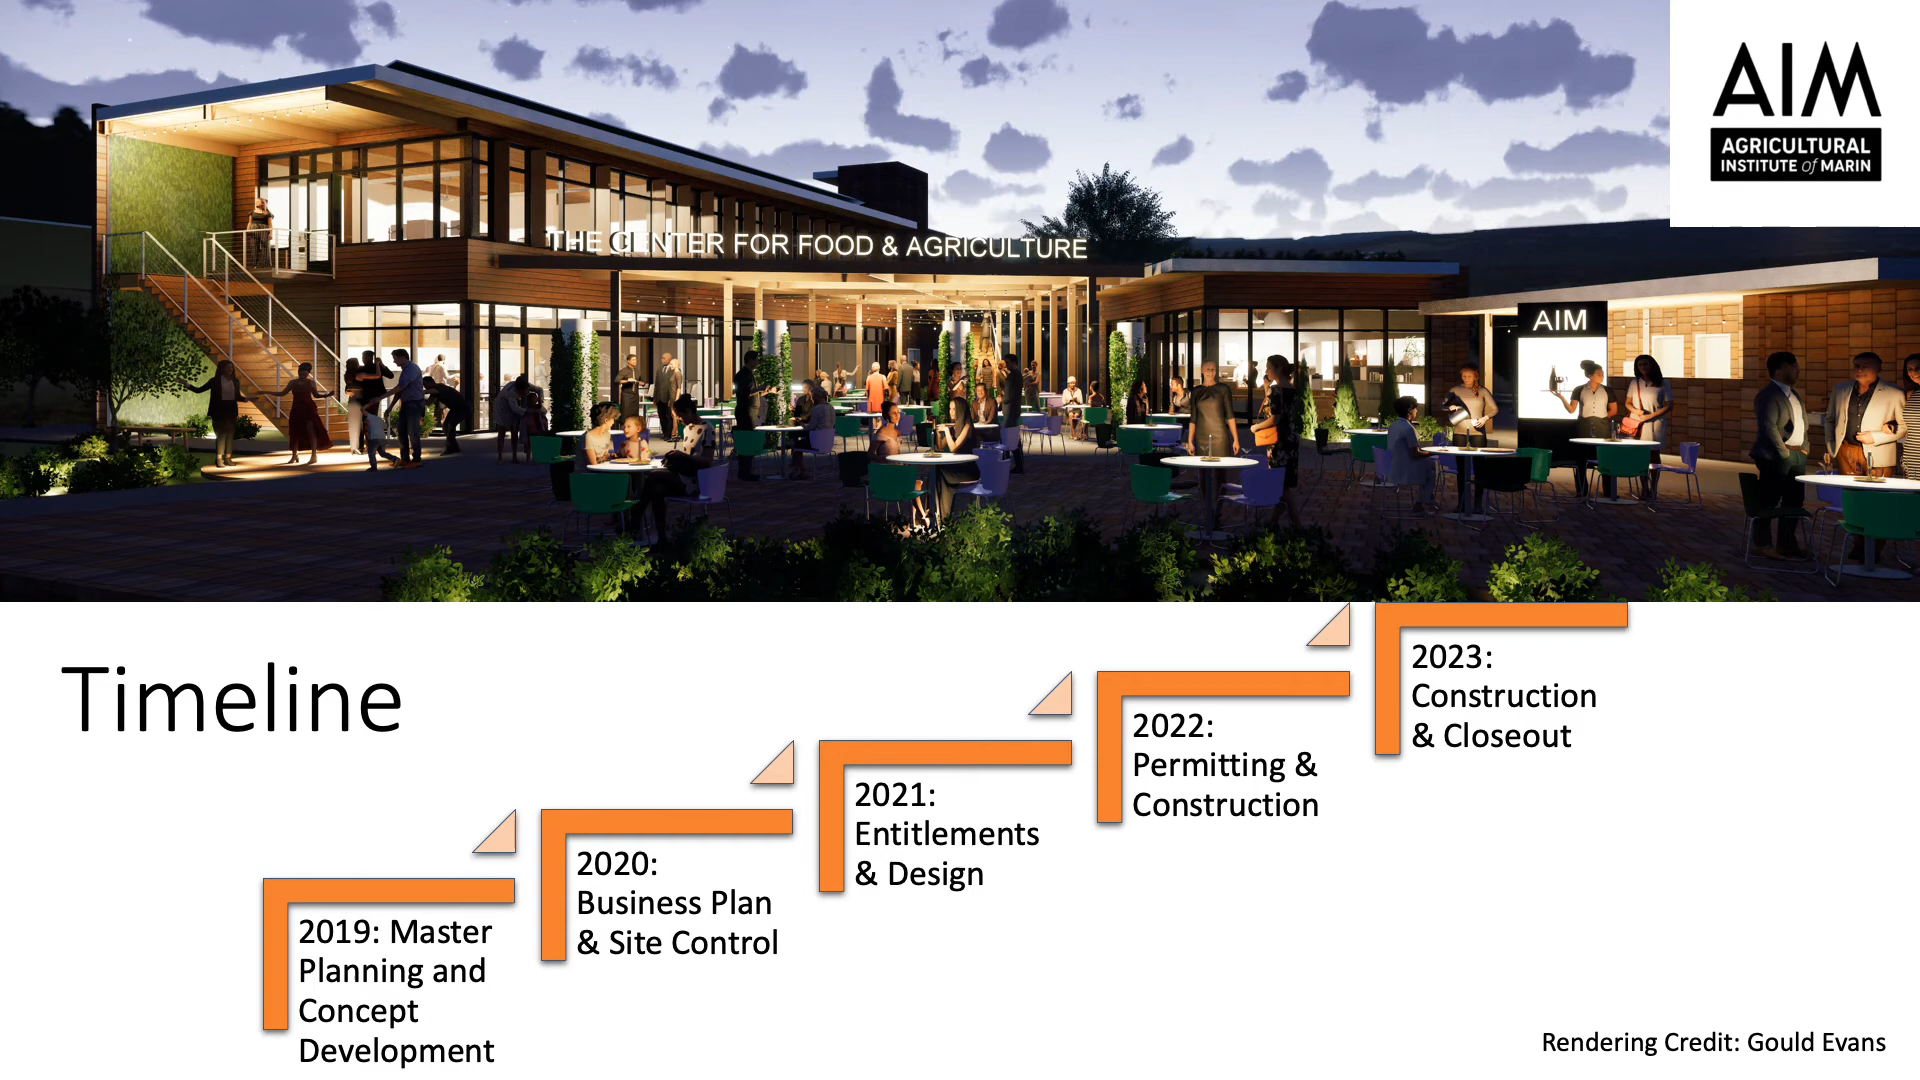 AIM
AGRICULTURAL
INSTITUTE of MARIN
THE CENTER FOR FOOD & AGRICULTURE
AIM
Timeline
2019: Master
Planning and
Concept
Development
2020:
Business Plan
& Site Control
2021:
Entitlements
& Design
2022:
Permitting &
Construction
2023:
Construction
& Closeout
Rendering Credit: Gould Evans